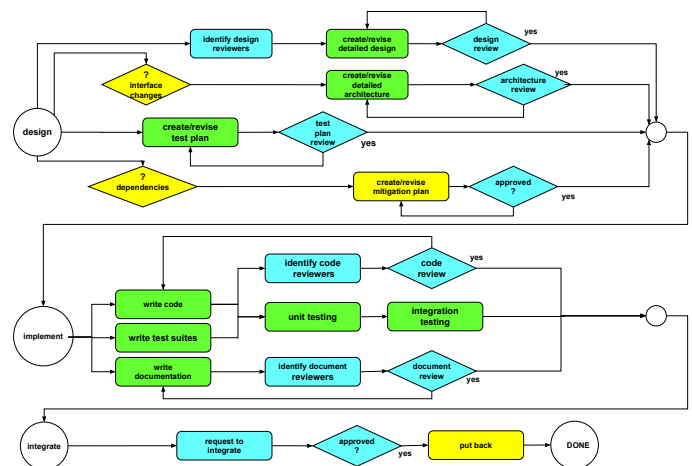 identify design
reviewers
create/revise
detailed design
design
review
yes
?
interface
changes
create/revise
detailed
architecture
architecture
review
yes
design
create/revise
test plan
test
plan
review
yes
?
dependencies
create/revise
mitigation plan
approved
?
yes
identify code
reviewers
code
review
yes
write code
unit testing
integration
testing
implement
write test suites
write
documentation
identify document
reviewers
document
review
yes
integrate
request to
integrate
approved
?
yes
put back
DONE